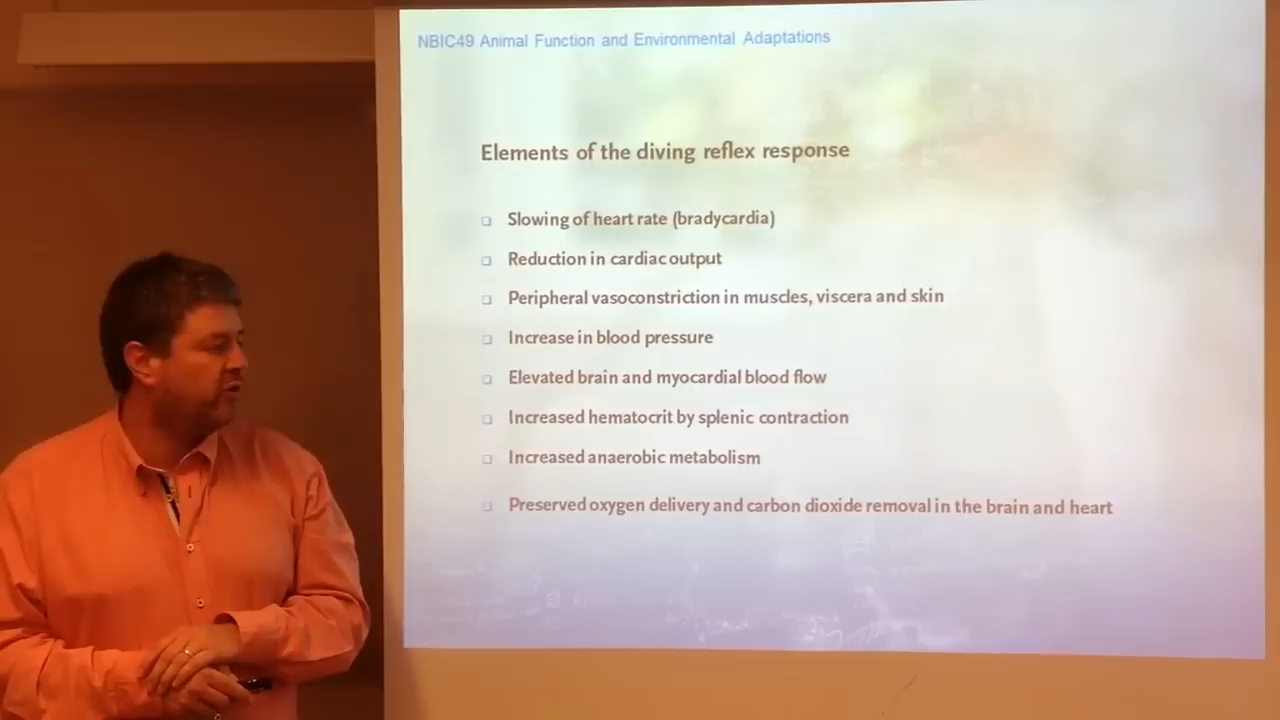 NBIC49 Animal Function and Environmental Adaptations
Elements of the diving reflex response
Slowing of heart rate (bradycardia)
Reduction in cardiac output
Peripheral vasoconstriction in muscles, viscera and skin
Increase in blood pressure
Elevated brain and myocardial blood flow
Increased hematocrit by splenic contraction
Increased anaerobic metabolism
Preserved oxygen delivery and carbon dioxide removal in the brain and heart